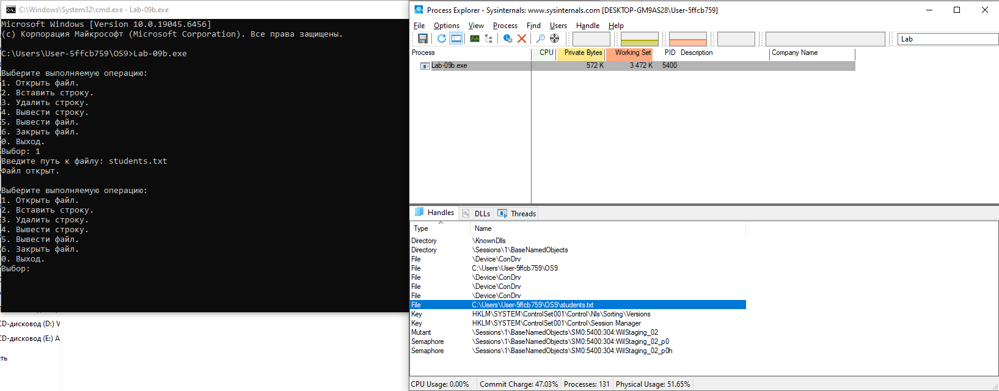 C:\Windows\System32\cmd.exe - Lab-09b.exe
Microsoft Windows [Version 10.0.19045.6456]
(c) Корпорация Майкрософт (Microsoft Corporation). Все права защищены.
C:\Users\User-5ffcb759\OS9>Lab-09b.exe
Выберите выполняемую операцию:
1. Открыть файл.
2. Вставить строку.
3. Удалить строку.
4. Вывести строку.
5. Вывести файл.
6. Закрыть файл.
0. Выход.
Выбор: 1
Введите путь к файлу: students.txt
Файл открыт.
Выберите выполняемую операцию:
1. Открыть файл.
2. Вставить строку.
3. Удалить строку.
4. Вывести строку.
5. Вывести файл.
6. Закрыть файл.
0. Выход.
Выбор:
CD-дисковод (D:) V
CD-дисковод (E:) A
еть
Process Explorer - Sysinternals: www.sysinternals.com [DESKTOP-GM9AS28\User-5ffcb759]
File Options View Process Find Users Handle Help
Lab
Process CPU Private Bytes Working Set PID Description Company Name
Lab-09b.exe 572 K 3 472 K 5400
Handles DLLs Threads
Type Name
Directory \KnownDlls
Directory \Sessions\1\BaseNamedObjects
File \Device\ConDrv
File C:\Users\User-5ffcb759\OS9
File \Device\ConDrv
File \Device\ConDrv
File \Device\ConDrv
File C:\Users\User-5ffcb759\OS9\students.txt
Key HKLM\SYSTEM\ControlSet001\Control\Nls\Sorting\Versions
Key HKLM\SYSTEM\ControlSet001\Control\Session Manager
Mutant \Sessions\1\BaseNamedObjects\SM0:5400:304:WilStaging_02
Semaphore \Sessions\1\BaseNamedObjects\SM0:5400:304:WilStaging_02_p0
Semaphore \Sessions\1\BaseNamedObjects\SM0:5400:304:WilStaging_02_p0h
CPU Usage: 0.00% Commit Charge: 47.03% Processes: 131 Physical Usage: 51.65%